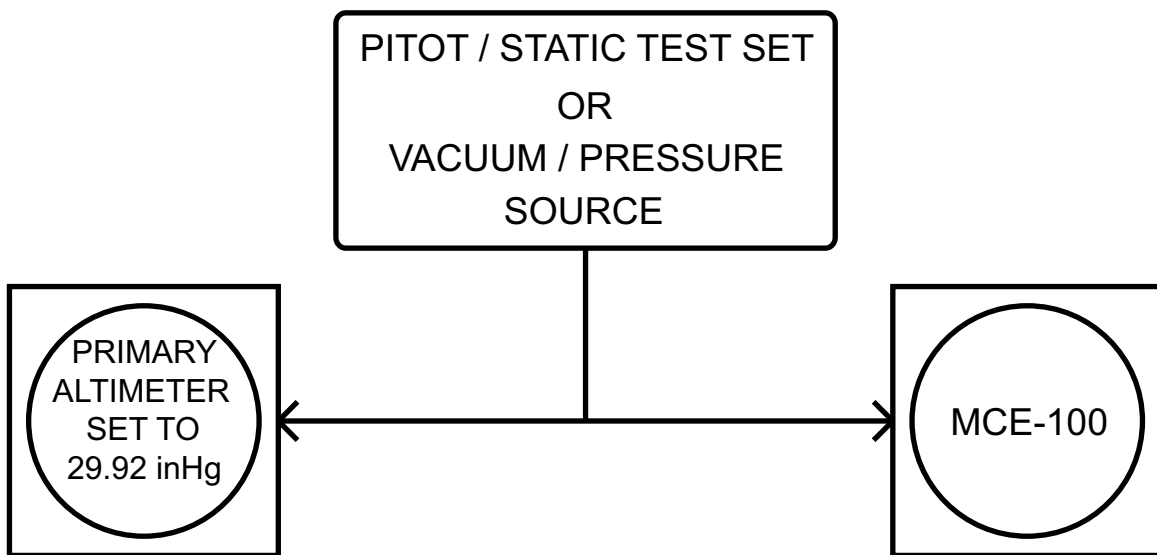 PITOT / STATIC TEST SET
OR
VACUUM / PRESSURE
SOURCE
PRIMARY
ALTIMETER
SET TO
29.92 inHg
MCE-100